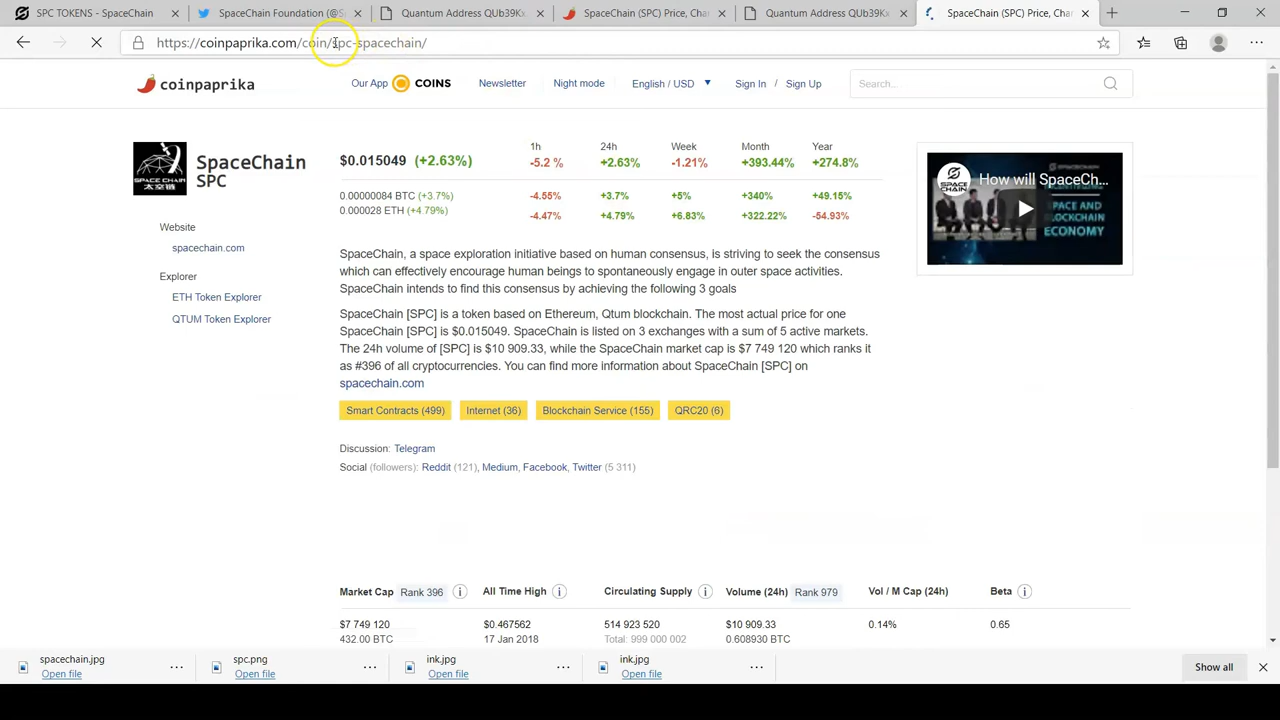 SPC TOKENS - SpaceChain
SpaceChain Foundation (@S
Quantum Address QUb39Kx
SpaceChain (SPC) Price, Char
Quantum Address QUb39Kx
SpaceChain (SPC) Price, Char
https://coinpaprika.com/coin/spc-spacechain/
coinpaprika
Our App
COINS
Newsletter
Night mode
English / USD
Sign In / Sign Up
Search...
SPACE CHAIN
太空链
SpaceChain
SPC
$0.015049 (+2.63%)
1h 24h Week Month Year
-5.2 % +2.63% -1.21% +393.44% +274.8%
0.00000084 BTC (+3.7%) -4.55% +3.7% +5% +340% +49.15%
0.000028 ETH (+4.79%) -4.47% +4.79% +6.83% +322.22% -54.93%
How will SpaceCh...
SPACE AND
BLOCKCHAIN
ECONOMY
Website
spacechain.com
Explorer
ETH Token Explorer
QTUM Token Explorer
SpaceChain, a space exploration initiative based on human consensus, is striving to seek the consensus
which can effectively encourage human beings to spontaneously engage in outer space activities.
SpaceChain intends to find this consensus by achieving the following 3 goals
SpaceChain [SPC] is a token based on Ethereum, Qtum blockchain. The most actual price for one
SpaceChain [SPC] is $0.015049. SpaceChain is listed on 3 exchanges with a sum of 5 active markets.
The 24h volume of [SPC] is $10 909.33, while the SpaceChain market cap is $7 749 120 which ranks it
as #396 of all cryptocurrencies. You can find more information about SpaceChain [SPC] on
spacechain.com
Smart Contracts (499) Internet (36) Blockchain Service (155) QRC20 (6)
Discussion: Telegram
Social (followers): Reddit (121), Medium, Facebook, Twitter (5 311)
Market Cap Rank 396 All Time High Circulating Supply Volume (24h) Rank 979 Vol / M Cap (24h) Beta
$7 749 120 $0.467562 514 923 520 $10 909.33 0.14% 0.65
432.00 BTC 17 Jan 2018 Total: 999 000 002 0.608930 BTC
spacechain.jpg
Open file
spc.png
Open file
ink.jpg
Open file
ink.jpg
Open file
Show all